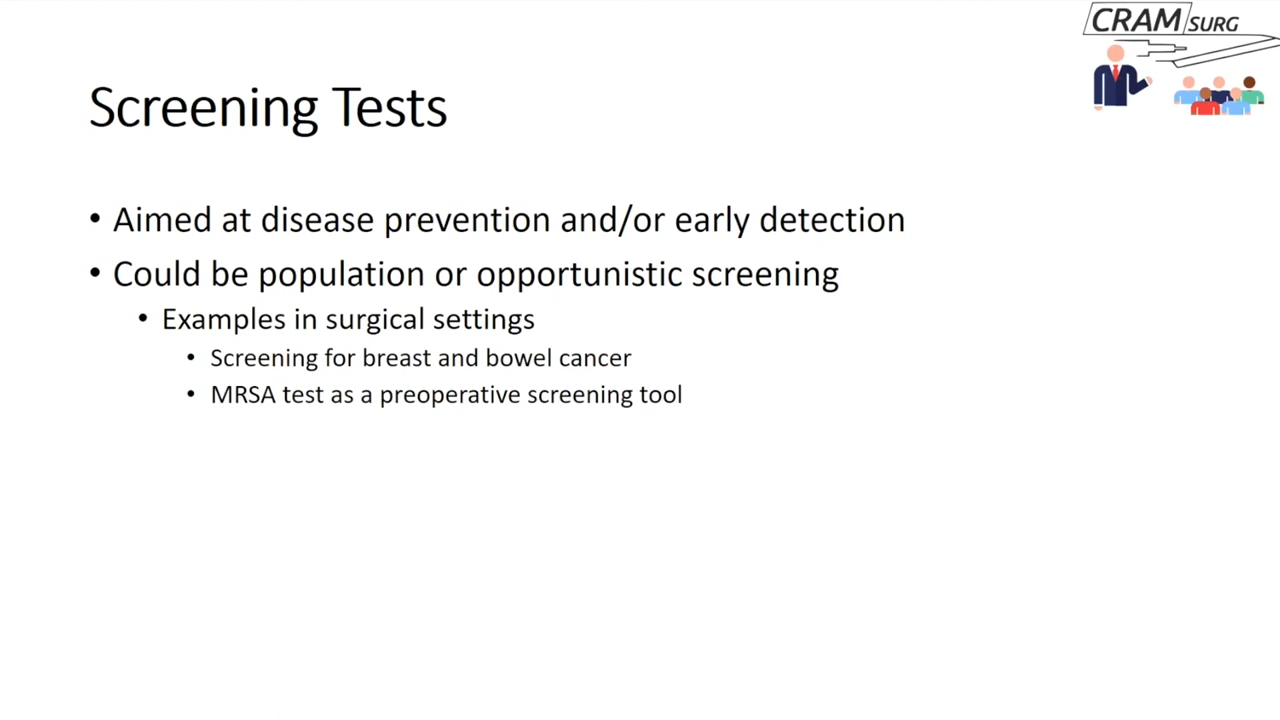 CRAM SURG
Screening Tests
• Aimed at disease prevention and/or early detection
• Could be population or opportunistic screening
• Examples in surgical settings
• Screening for breast and bowel cancer
• MRSA test as a preoperative screening tool